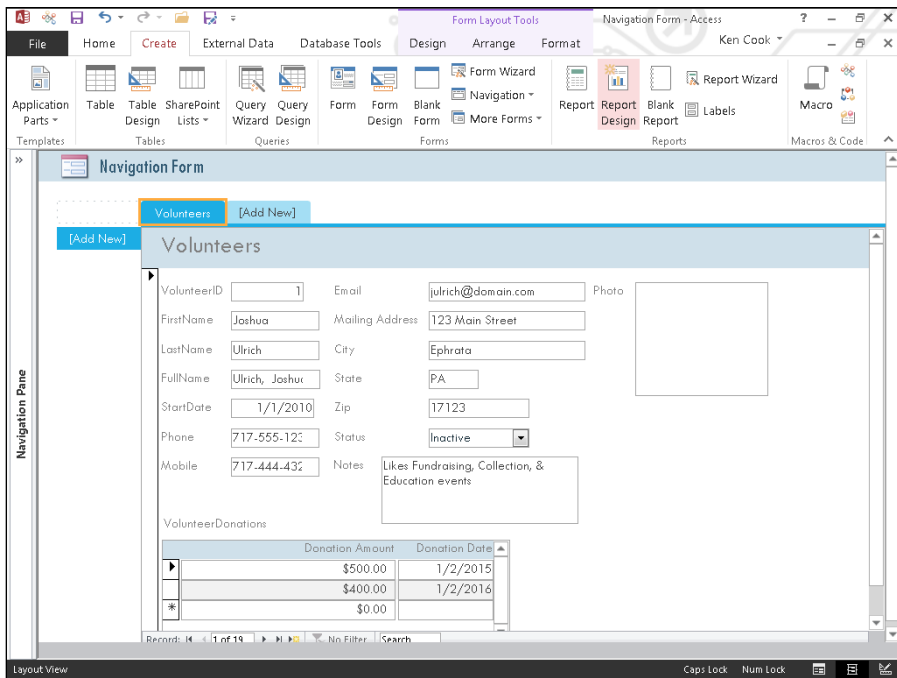 Form Layout Tools
Navigation Form - Access
?
File Home Create External Data Database Tools Design Arrange Format Ken Cook
Application Parts
Table
Table Design
SharePoint Lists
Query Wizard
Query Design
Form
Form Design
Blank Form
Form Wizard
Navigation
More Forms
Report
Report Design
Blank Report
Report Wizard
Labels
Macro
Templates Tables Queries Forms Reports Macros & Code
»
Navigation Form
Volunteers [Add New]
[Add New]
Volunteers
VolunteerID 1 Email julrich@domain.com Photo
FirstName Joshua Mailing Address 123 Main Street
LastName Ulrich City Ephrata
FullName Ulrich, Joshu State PA
StartDate 1/1/2010 Zip 17123
Phone 717-555-123 Status Inactive
Mobile 717-444-432 Notes Likes Fundraising, Collection, &
Education events
VolunteerDonations
Donation Amount Donation Date
$500.00 1/2/2015
$400.00 1/2/2016
$0.00
Record: 1 of 19 No Filter Search
Navigation Pane
Layout View Caps Lock Num Lock